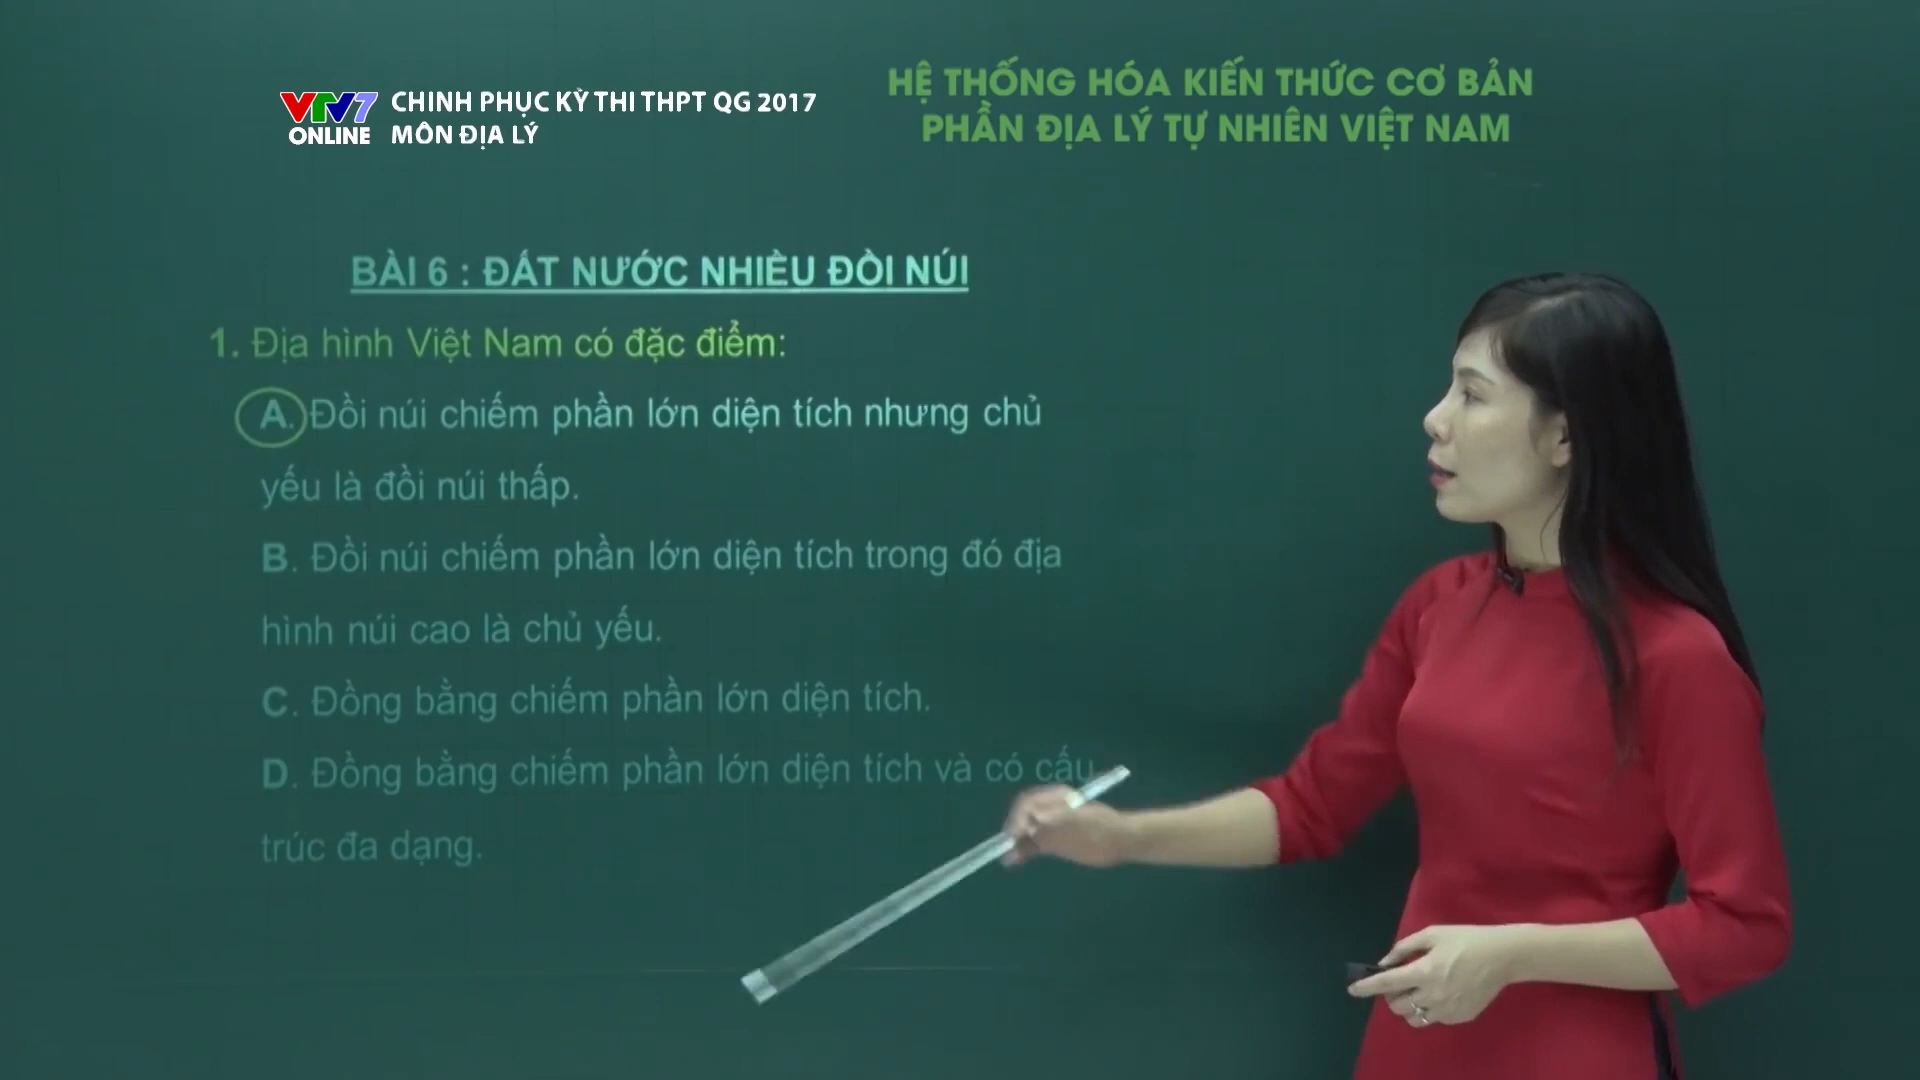 VTV7 ONLINE
CHINH PHỤC KỲ THI THPT QG 2017
MÔN ĐỊA LÝ
HỆ THỐNG HÓA KIẾN THỨC CƠ BẢN
PHẦN ĐỊA LÝ TỰ NHIÊN VIỆT NAM
BÀI 6 : ĐẤT NƯỚC NHIỀU ĐỒI NÚI
1. Địa hình Việt Nam có đặc điểm:
A. Đồi núi chiếm phần lớn diện tích nhưng chủ
yếu là đồi núi thấp.
B. Đồi núi chiếm phần lớn diện tích trong đó địa
hình núi cao là chủ yếu.
C. Đồng bằng chiếm phần lớn diện tích.
D. Đồng bằng chiếm phần lớn diện tích và có cấu
trúc đa dạng.